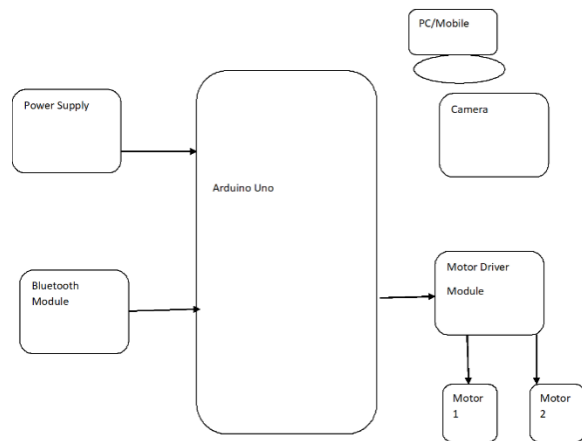 PC/Mobile
Power Supply
Camera
Arduino Uno
Bluetooth
Module
Motor Driver
Module
Motor
1
Motor
2